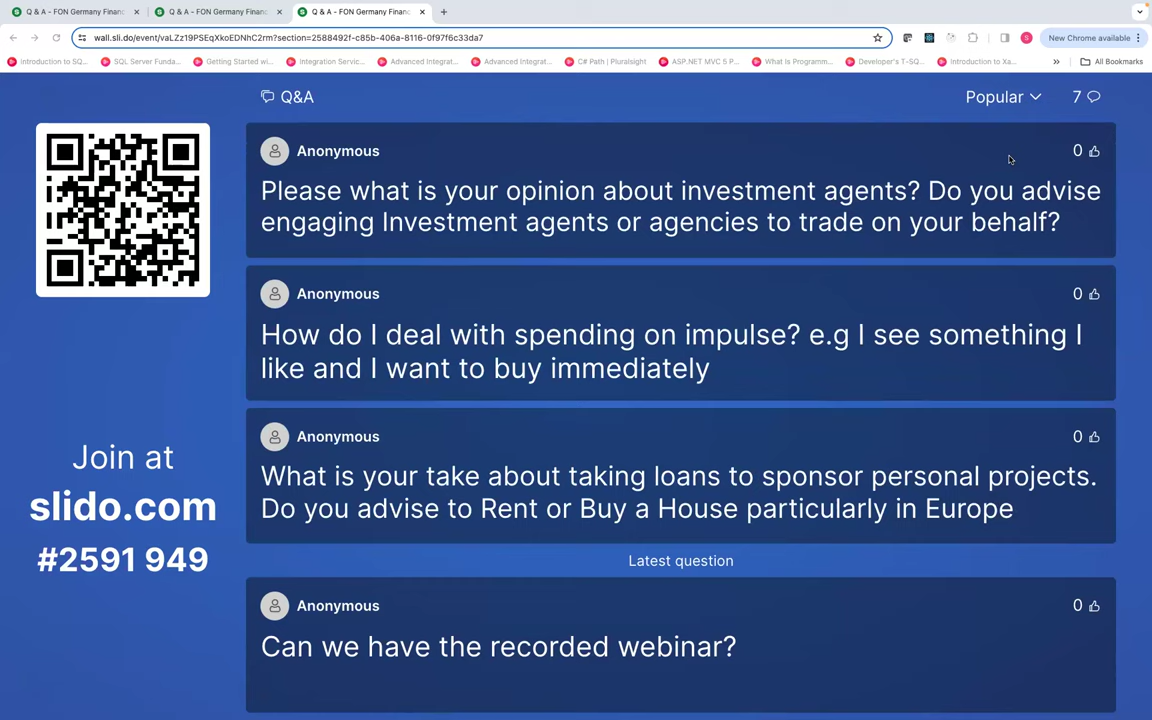 Q & A - FON Germany Financ
Q & A - FON Germany Financ
Q & A - FON Germany Financ
wall.sli.do/event/vaLZz19PSEqXkoEDNhC2rm?section=2588492f-c85b-406a-8116-0f97f6c33da7
S
New Chrome available
Introduction to SQ...
SQL Server Funda...
Getting Started wi...
Integration Servic...
Advanced Integrat...
Advanced Integrat...
C# Path | Pluralsight
ASP.NET MVC 5 P...
What is Programm...
Developer's T-SQ...
Introduction to Xa...
All Bookmarks
Q&A
Popular
7
Anonymous
0
Please what is your opinion about investment agents? Do you advise
engaging Investment agents or agencies to trade on your behalf?
Anonymous
0
How do I deal with spending on impulse? e.g I see something I
like and I want to buy immediately
Anonymous
0
What is your take about taking loans to sponsor personal projects.
Do you advise to Rent or Buy a House particularly in Europe
Join at
slido.com
#2591 949
Latest question
Anonymous
0
Can we have the recorded webinar?